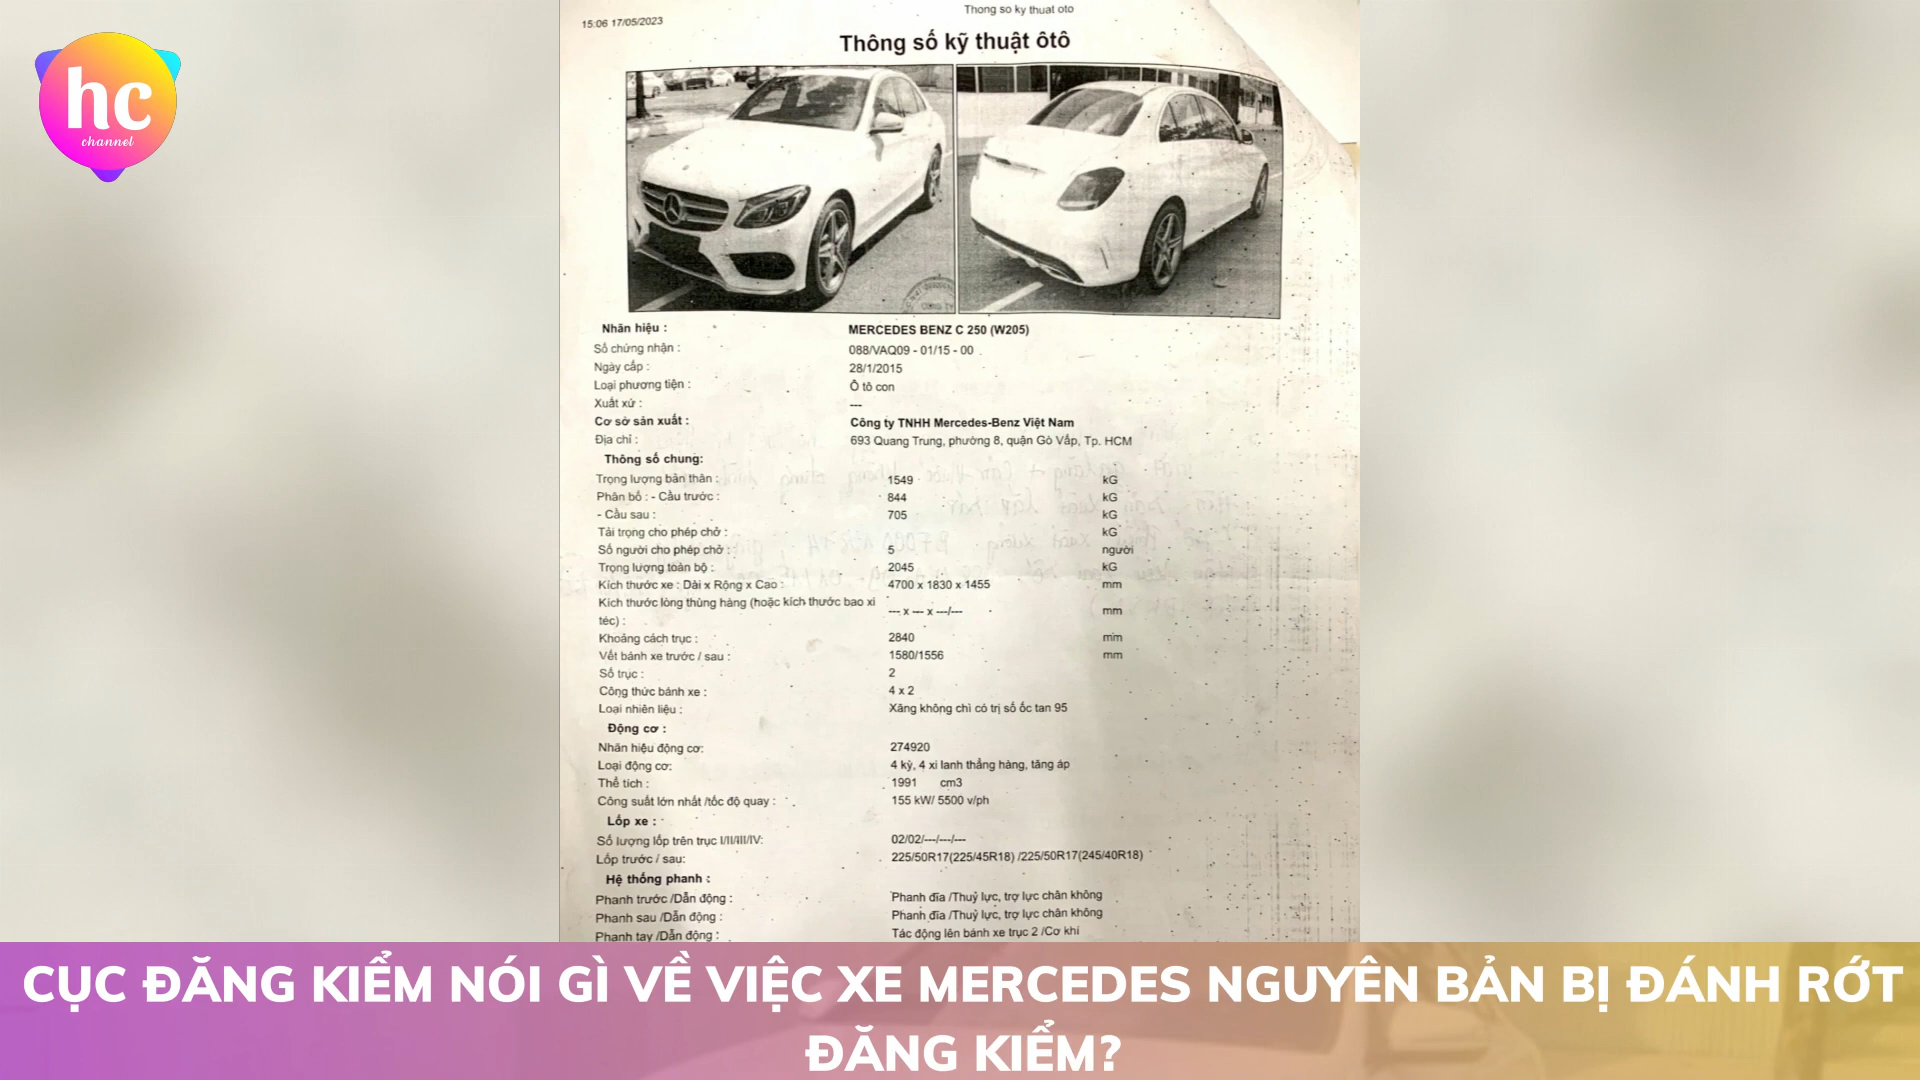 hc
channel
15:06 17/05/2023
Thong so ky thuat oto
Thông số kỹ thuật ôtô
Nhãn hiệu : MERCEDES BENZ C 250 (W205)
Số chứng nhận : 088/VAQ09 - 01/15 - 00
Ngày cấp : 28/1/2015
Loại phương tiện : Ô tô con
Xuất xứ : ---
Cơ sở sản xuất : Công ty TNHH Mercedes-Benz Việt Nam
Địa chỉ : 693 Quang Trung, phường 8, quận Gò Vấp, Tp. HCM
Thông số chung:
Trọng lượng bản thân : 1549 kG
Phân bố : - Cầu trước : 844 kG
- Cầu sau : 705 kG
Tải trọng cho phép chở : kG
Số người cho phép chở : 5 người
Trọng lượng toàn bộ : 2045 kG
Kích thước xe : Dài x Rộng x Cao : 4700 x 1830 x 1455 mm
Kích thước lòng thùng hàng (hoặc kích thước bao xi
téc) : --- x --- x ---/--- mm
Khoảng cách trục : 2840 mm
Vết bánh xe trước / sau : 1580/1556 mm
Số trục : 2
Công thức bánh xe : 4 x 2
Loại nhiên liệu : Xăng không chì có trị số ốc tan 95
Động cơ :
Nhãn hiệu động cơ: 274920
Loại động cơ: 4 kỳ, 4 xi lanh thẳng hàng, tăng áp
Thể tích : 1991 cm3
Công suất lớn nhất /tốc độ quay : 155 kW/ 5500 v/ph
Lốp xe :
Số lượng lốp trên trục I/II/III/IV: 02/02/---/---/---
Lốp trước / sau: 225/50R17(225/45R18) /225/50R17(245/40R18)
Hệ thống phanh :
Phanh trước /Dẫn động : Phanh đĩa /Thuỷ lực, trợ lực chân không
Phanh sau /Dẫn động : Phanh đĩa /Thuỷ lực, trợ lực chân không
Phanh tay /Dẫn động : Tác động lên bánh xe trục 2 /Cơ khí
CỤC ĐĂNG KIỂM NÓI GÌ VỀ VIỆC XE MERCEDES NGUYÊN BẢN BỊ ĐÁNH RỚT
ĐĂNG KIỂM?